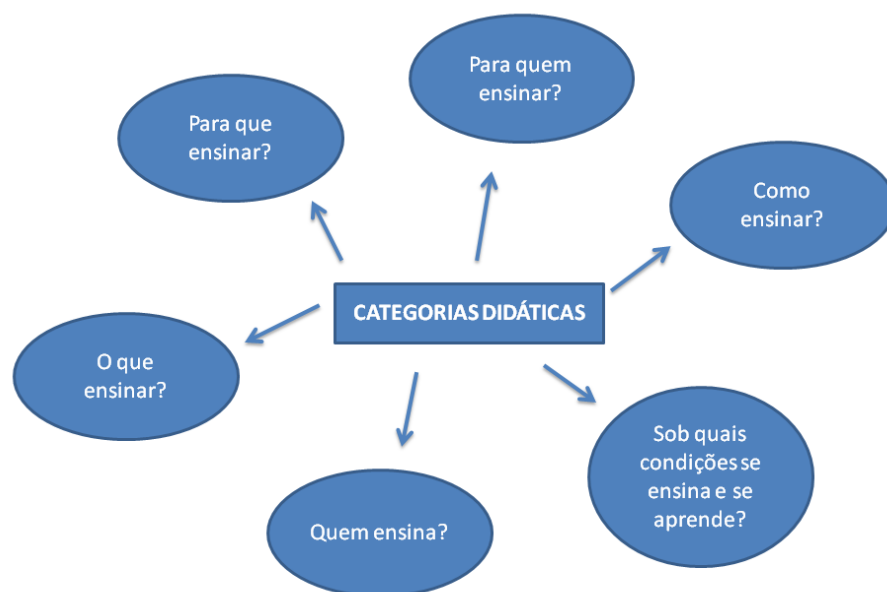 Para quem
ensinar?
Para que
ensinar?
Como
ensinar?
CATEGORIAS DIDÁTICAS
O que
ensinar?
Sob quais
condições se
ensina e se
aprende?
Quem ensina?